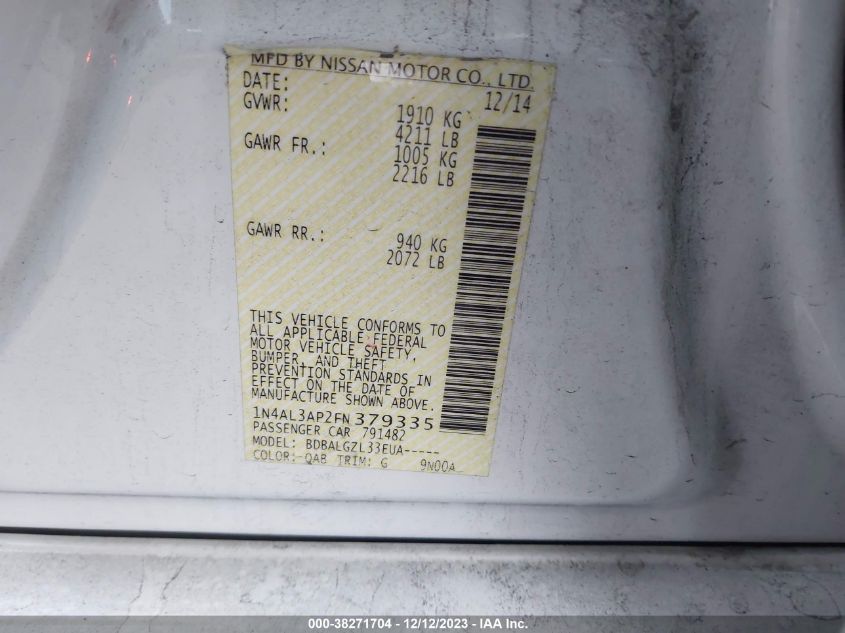 MFD BY NISSAN MOTOR CO., LTD.
DATE: 12/14
GVWR: 1910 KG
4211 LB
GAWR FR.: 1005 KG
2216 LB
GAWR RR.: 940 KG
2072 LB
THIS VEHICLE CONFORMS TO
ALL APPLICABLE FEDERAL
MOTOR VEHICLE SAFETY,
BUMPER, AND THEFT
PREVENTION STANDARDS IN
EFFECT ON THE DATE OF
MANUFACTURE SHOWN ABOVE.
1N4AL3AP2FN379335
PASSENGER CAR 791482
MODEL: BDBALGZL33EUA-----
COLOR: QAB TRIM: G 9N00A
000-38271704 - 12/12/2023 - IAA Inc.